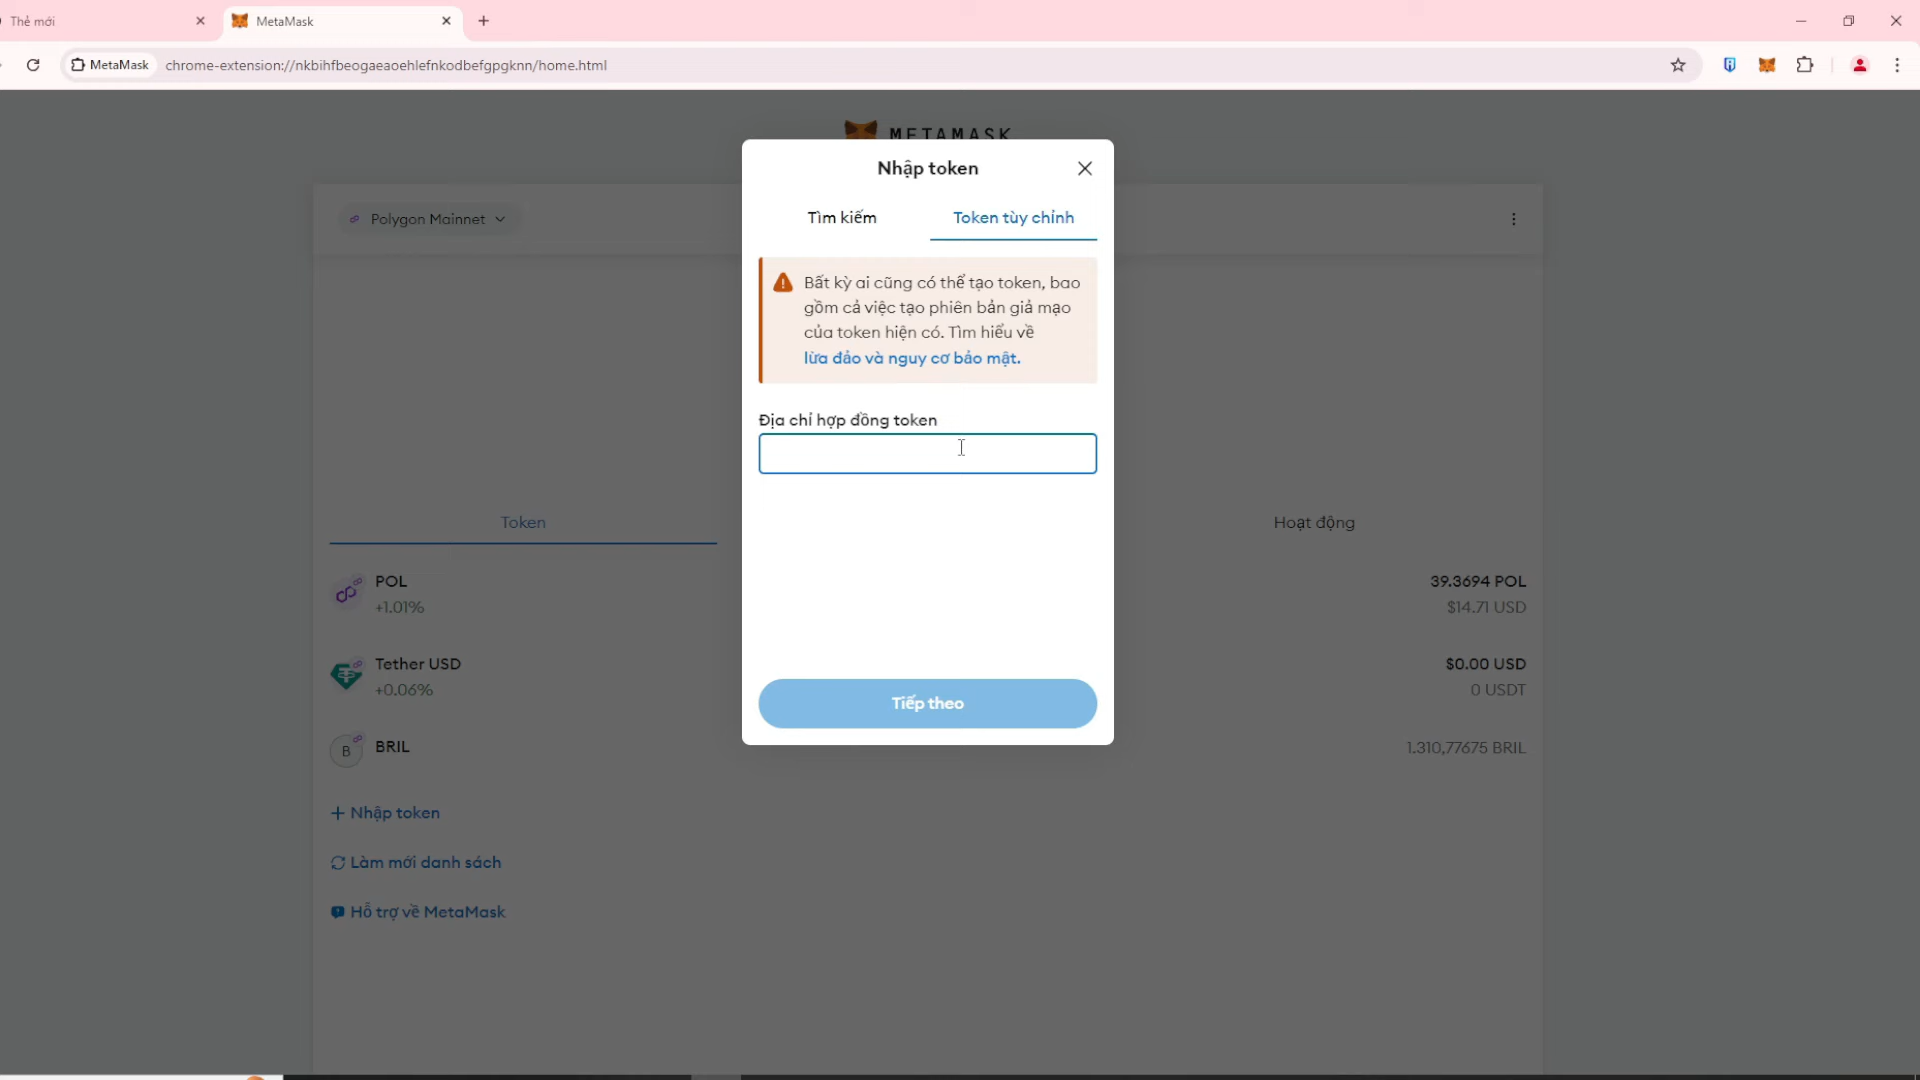 Thẻ mới
MetaMask
MetaMask
chrome-extension://nkbihfbeogaeaoehlefnkodbefgpgknn/home.html
METAMASK
Polygon Mainnet
Nhập token
Tìm kiếm
Token tùy chỉnh
Bất kỳ ai cũng có thể tạo token, bao
gồm cả việc tạo phiên bản giả mạo
của token hiện có. Tìm hiểu về
lừa đảo và nguy cơ bảo mật.
Địa chỉ hợp đồng token
Tiếp theo
Token
Hoạt động
POL
+1.01%
39.3694 POL
$14.71 USD
Tether USD
+0.06%
$0.00 USD
0 USDT
B
BRIL
1.310,77675 BRIL
+ Nhập token
Làm mới danh sách
Hỗ trợ về MetaMask